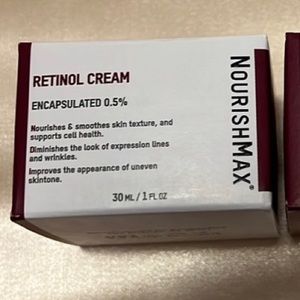 RETINOL CREAM
ENCAPSULATED 0.5%
Nourishes & smoothes skin texture, and
supports cell health.
Diminishes the look of expression lines
and wrinkles.
Improves the appearance of uneven
skintone.
30 ML / 1 FL OZ
NOURISHMAX®